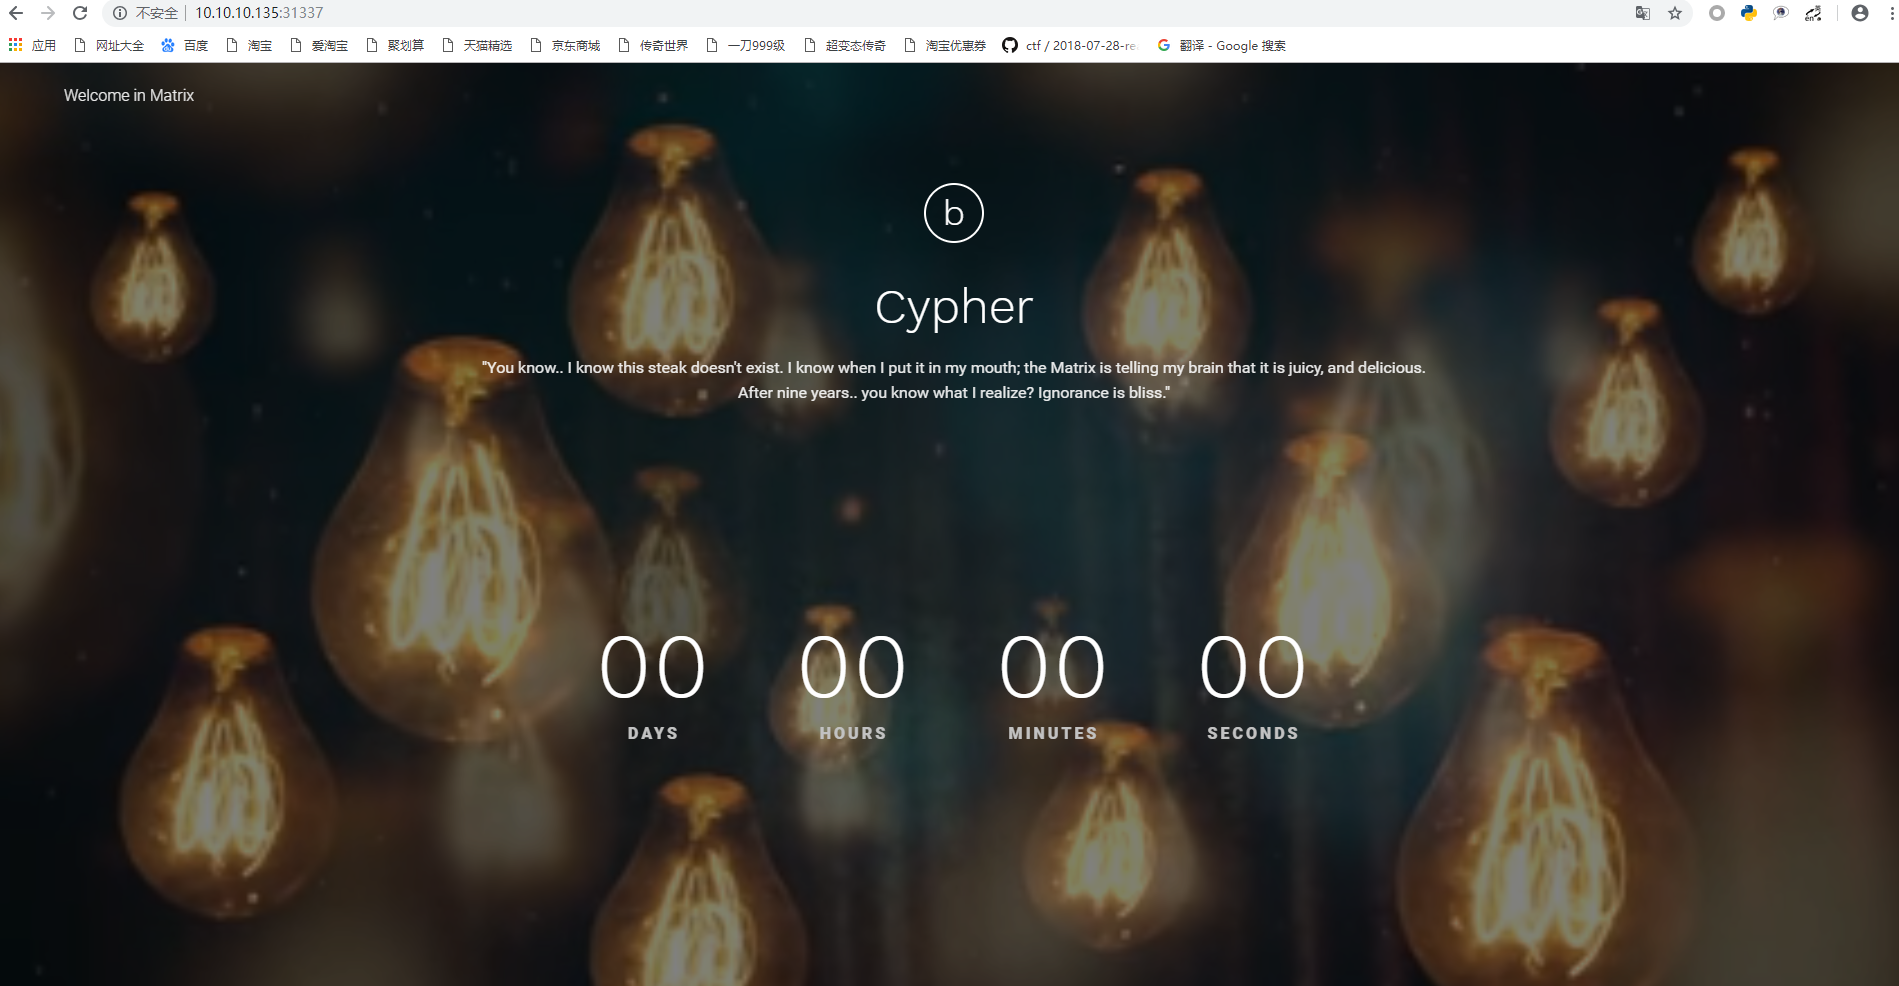 不安全 | 10.10.10.135:31337
应用 网址大全 百度 淘宝 爱淘宝 聚划算 天猫精选 京东商城 传奇世界 一刀999级 超变态传奇 淘宝优惠券 ctf / 2018-07-28-re 翻译 - Google 搜索
Welcome in Matrix
b
Cypher
"You know.. I know this steak doesn't exist. I know when I put it in my mouth; the Matrix is telling my brain that it is juicy, and delicious.
After nine years.. you know what I realize? Ignorance is bliss."
00 00 00 00
DAYS HOURS MINUTES SECONDS